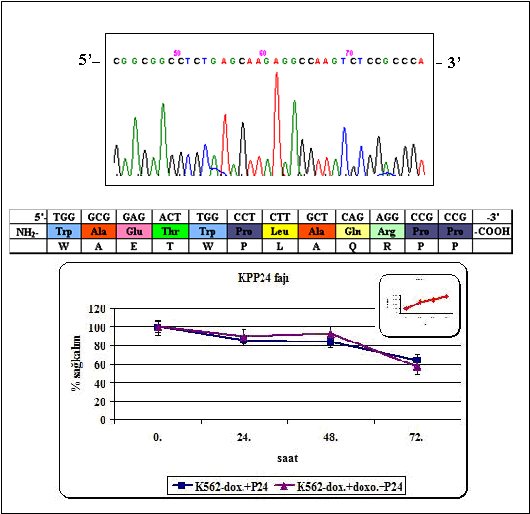 50 60 70
5’– CGGCGGCCTCTGAGCAAGAGGCCAAGTCTCCGCCCA – 3’
5'- TGG GCG GAG ACT TGG CCT CTT GCT CAG AGG CCG CCG -3'
NH2- Trp Ala Glu Thr Trp Pro Leu Ala Gln Arg Pro Pro -COOH
W A E T W P L A Q R P P
KPP24 fajı
120
100
80
60
40
20
0
% sağkalım
0. 24. 48. 72.
saat
K562-dox.+P24 K562-dox.+doxo.–P24